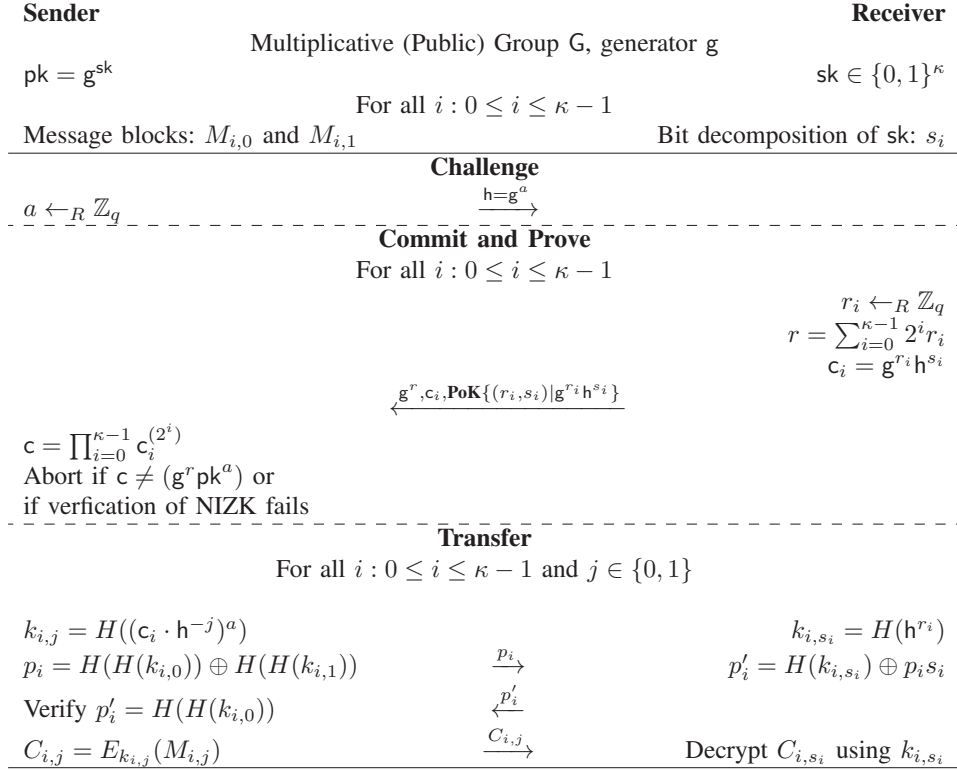 Sender Receiver
Multiplicative (Public) Group G, generator g
pk = g^sk sk ∈ {0, 1}^κ
For all i : 0 ≤ i ≤ κ − 1
Message blocks: M_{i,0} and M_{i,1} Bit decomposition of sk: s_i
Challenge
a ←_R ℤ_q h=g^a →
Commit and Prove
For all i : 0 ≤ i ≤ κ − 1
r_i ←_R ℤ_q
r = ∑_{i=0}^{κ−1} 2^i r_i
c_i = g^{r_i} h^{s_i}
g^r,c_i,PoK{(r_i,s_i)|g^{r_i}h^{s_i}} ←
c = ∏_{i=0}^{κ−1} c_i^{(2^i)}
Abort if c ≠ (g^r pk^a) or
if verfication of NIZK fails
Transfer
For all i : 0 ≤ i ≤ κ − 1 and j ∈ {0, 1}
k_{i,j} = H((c_i · h^{−j})^a) k_{i,s_i} = H(h^{r_i})
p_i = H(H(k_{i,0})) ⊕ H(H(k_{i,1})) p_i → p′_i = H(k_{i,s_i}) ⊕ p_i s_i
Verify p′_i = H(H(k_{i,0})) p′_i ←
C_{i,j} = E_{k_{i,j}}(M_{i,j}) C_{i,j} → Decrypt C_{i,s_i} using k_{i,s_i}